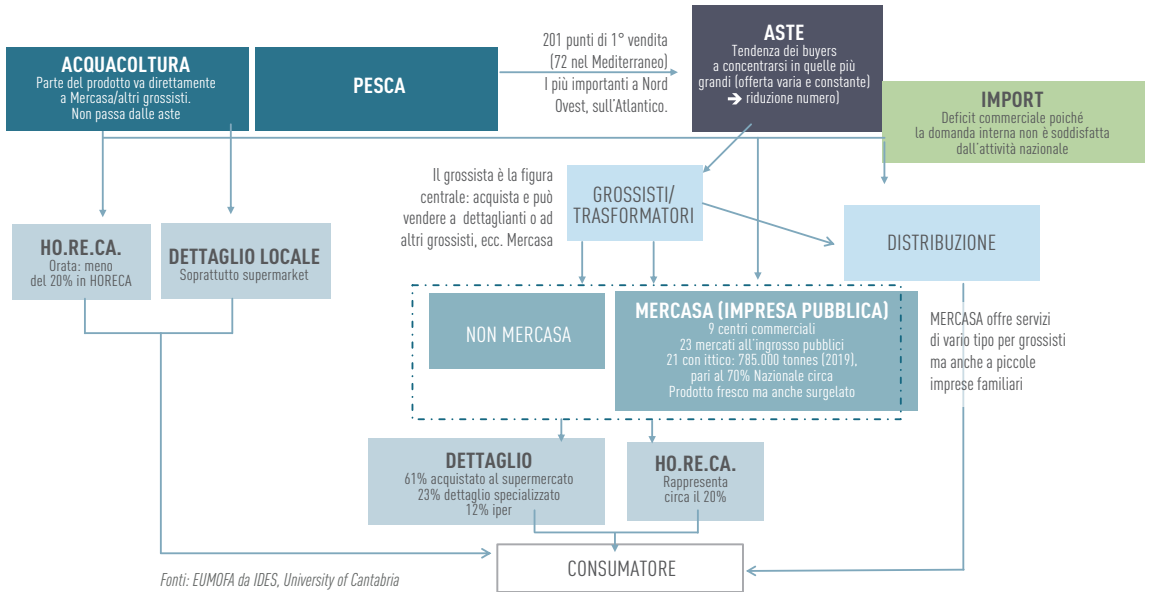 ACQUACOLTURA
Parte del prodotto va direttamente
a Mercasa/altri grossisti.
Non passa dalle aste
PESCA
201 punti di 1° vendita
(72 nel Mediterraneo)
I più importanti a Nord
Ovest, sull'Atlantico.
ASTE
Tendenza dei buyers
a concentrarsi in quelle più
grandi (offerta varia e constante)
➔ riduzione numero)
IMPORT
Deficit commerciale poiché
la domanda interna non è soddisfatta
dall'attività nazionale
Il grossista è la figura
centrale: acquista e può
vendere a dettaglianti o ad
altri grossisti, ecc. Mercasa
GROSSISTI/
TRASFORMATORI
DISTRIBUZIONE
HO.RE.CA.
Orata: meno
del 20% in HORECA
DETTAGLIO LOCALE
Soprattutto supermarket
NON MERCASA
MERCASA (IMPRESA PUBBLICA)
9 centri commerciali
23 mercati all'ingrosso pubblici
21 con ittico: 785.000 tonnes (2019),
pari al 70% Nazionale circa
Prodotto fresco ma anche surgelato
MERCASA offre servizi
di vario tipo per grossisti
ma anche a piccole
imprese familiari
DETTAGLIO
61% acquistato al supermercato
23% dettaglio specializzato
12% iper
HO.RE.CA.
Rappresenta
circa il 20%
CONSUMATORE
Fonti: EUMOFA da IDES, University of Cantabria